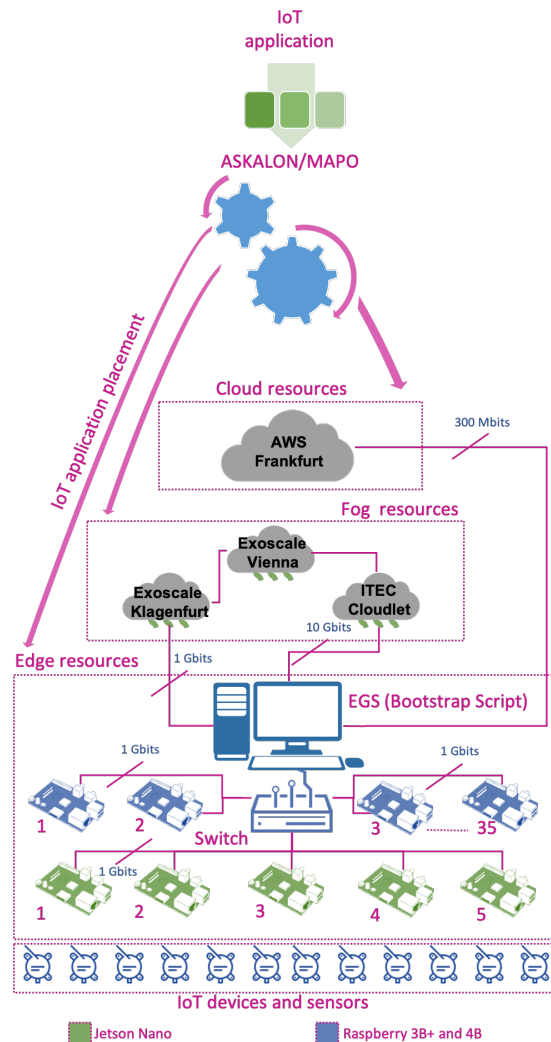 IoT
application
ASKALON/MAPO
IoT application placement
Cloud resources
AWS
Frankfurt
300 Mbits
Fog  resources
Exoscale
Vienna
Exoscale
Klagenfurt
ITEC
Cloudlet
10 Gbits
1 Gbits
Edge resources
EGS (Bootstrap Script)
1 Gbits
1 Gbits
1
2
3
35
Switch
1 Gbits
1
2
3
4
5
IoT devices and sensors
Jetson Nano
Raspberry 3B+ and 4B